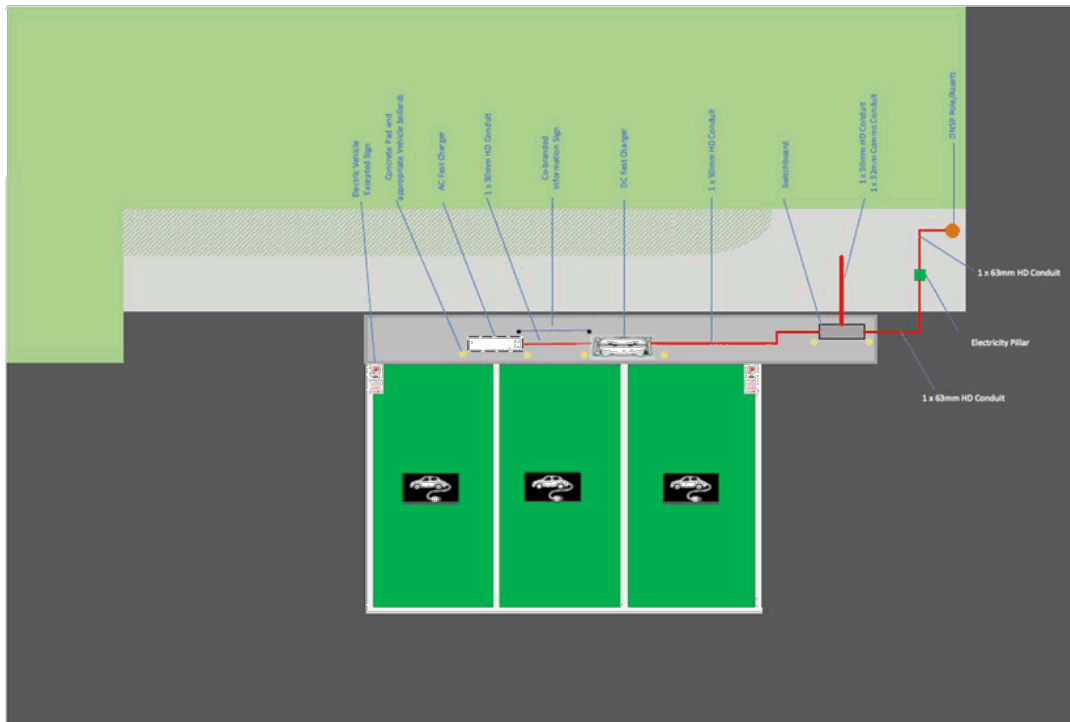 Electric Vehicle
Excepted Sign
Concrete Pad and
appropriate Vehicle bollards
AC Fast Charger
1 x 50mm HD Conduit
Co-branded
information Sign
DC Fast Charger
1 x 50mm HD Conduit
Switchboard
1 x 50mm HD Conduit
1 x 32mm Comms Conduit
DNSP Pole/Assett
1 x 63mm HD Conduit
Electricity Pillar
1 x 63mm HD Conduit